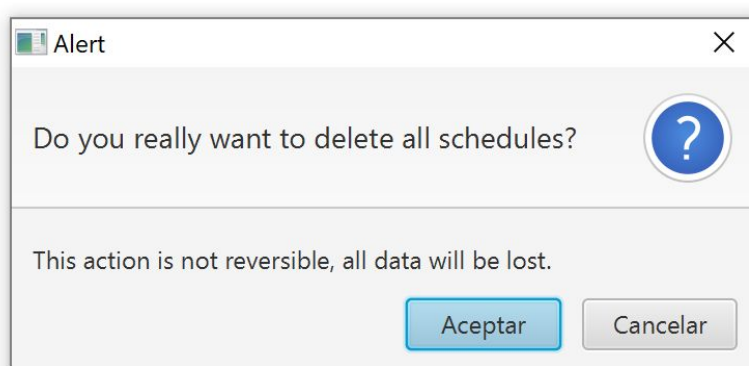 Alert
Do you really want to delete all schedules?
?
This action is not reversible, all data will be lost.
Aceptar Cancelar